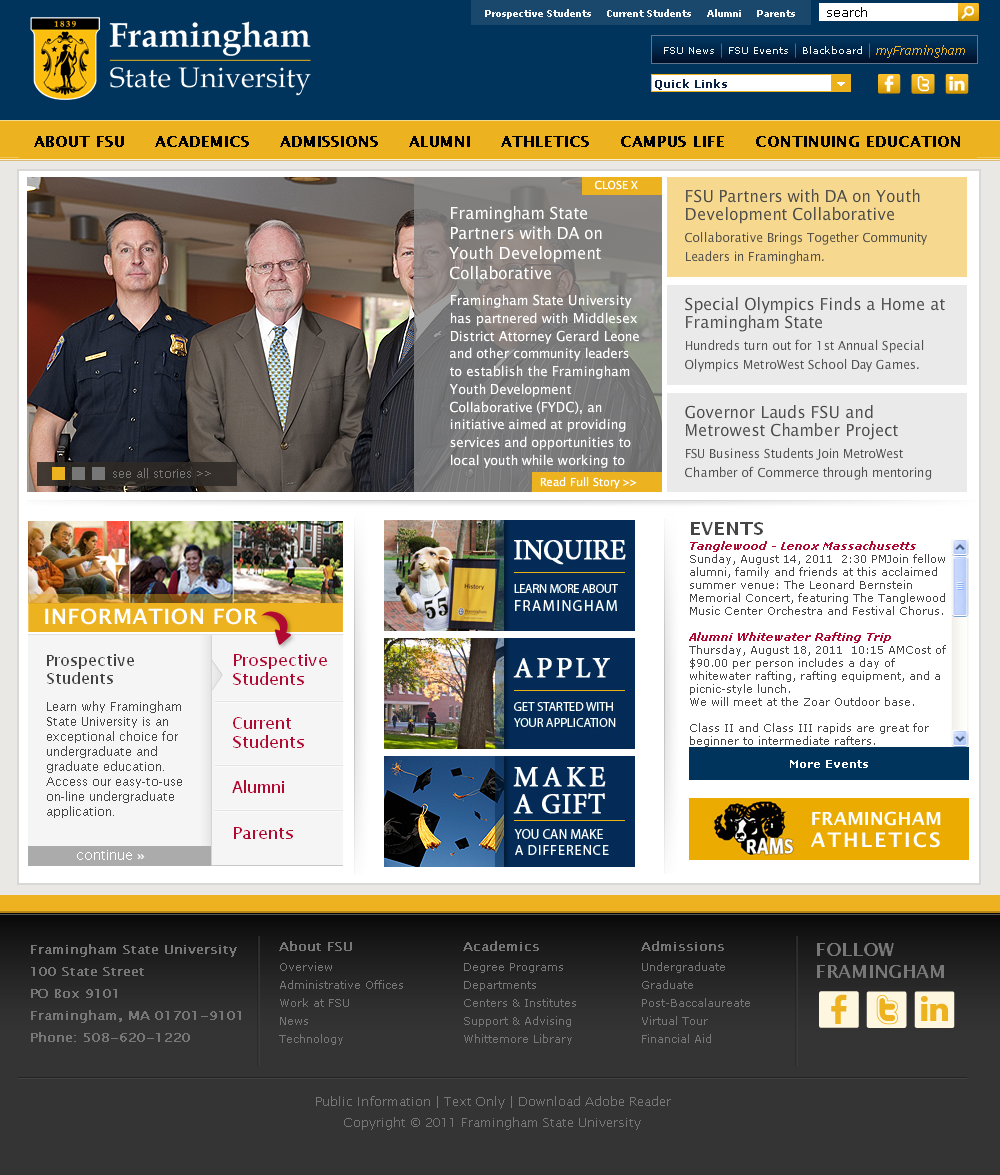 Prospective Students Current Students Alumni Parents
search
1839
Framingham
State University
FSU News FSU Events Blackboard myFramingham
Quick Links
ABOUT FSU ACADEMICS ADMISSIONS ALUMNI ATHLETICS CAMPUS LIFE CONTINUING EDUCATION
CLOSE X
Framingham State
Partners with DA on
Youth Development
Collaborative
Framingham State University
has partnered with Middlesex
District Attorney Gerard Leone
and other community leaders
to establish the Framingham
Youth Development
Collaborative (FYDC), an
initiative aimed at providing
services and opportunities to
local youth while working to
see all stories >>
Read Full Story >>
FSU Partners with DA on Youth
Development Collaborative
Collaborative Brings Together Community
Leaders in Framingham.
Special Olympics Finds a Home at
Framingham State
Hundreds turn out for 1st Annual Special
Olympics MetroWest School Day Games.
Governor Lauds FSU and
Metrowest Chamber Project
FSU Business Students Join MetroWest
Chamber of Commerce through mentoring
INFORMATION FOR
Prospective
Students
Learn why Framingham
State University is an
exceptional choice for
undergraduate and
graduate education.
Access our easy-to-use
on-line undergraduate
application.
continue »
Prospective
Students
Current
Students
Alumni
Parents
55
History
INQUIRE
LEARN MORE ABOUT
FRAMINGHAM
APPLY
GET STARTED WITH
YOUR APPLICATION
MAKE
A GIFT
YOU CAN MAKE
A DIFFERENCE
EVENTS
Tanglewood - Lenox Massachusetts
Sunday, August 14, 2011 2:30 PMJoin fellow
alumni, family and friends at this acclaimed
summer venue: The Leonard Bernstein
Memorial Concert, featuring The Tanglewood
Music Center Orchestra and Festival Chorus.
Alumni Whitewater Rafting Trip
Thursday, August 18, 2011 10:15 AMCost of
$90.00 per person includes a day of
whitewater rafting, rafting equipment, and a
picnic-style lunch.
We will meet at the Zoar Outdoor base.
Class II and Class III rapids are great for
beginner to intermediate rafters.
More Events
RAMS
FRAMINGHAM
ATHLETICS
Framingham State University
100 State Street
PO Box 9101
Framingham, MA 01701-9101
Phone: 508-620-1220
About FSU
Overview
Administrative Offices
Work at FSU
News
Technology
Academics
Degree Programs
Departments
Centers & Institutes
Support & Advising
Whittemore Library
Admissions
Undergraduate
Graduate
Post-Baccalaureate
Virtual Tour
Financial Aid
FOLLOW
FRAMINGHAM
Public Information | Text Only | Download Adobe Reader
Copyright © 2011 Framingham State University